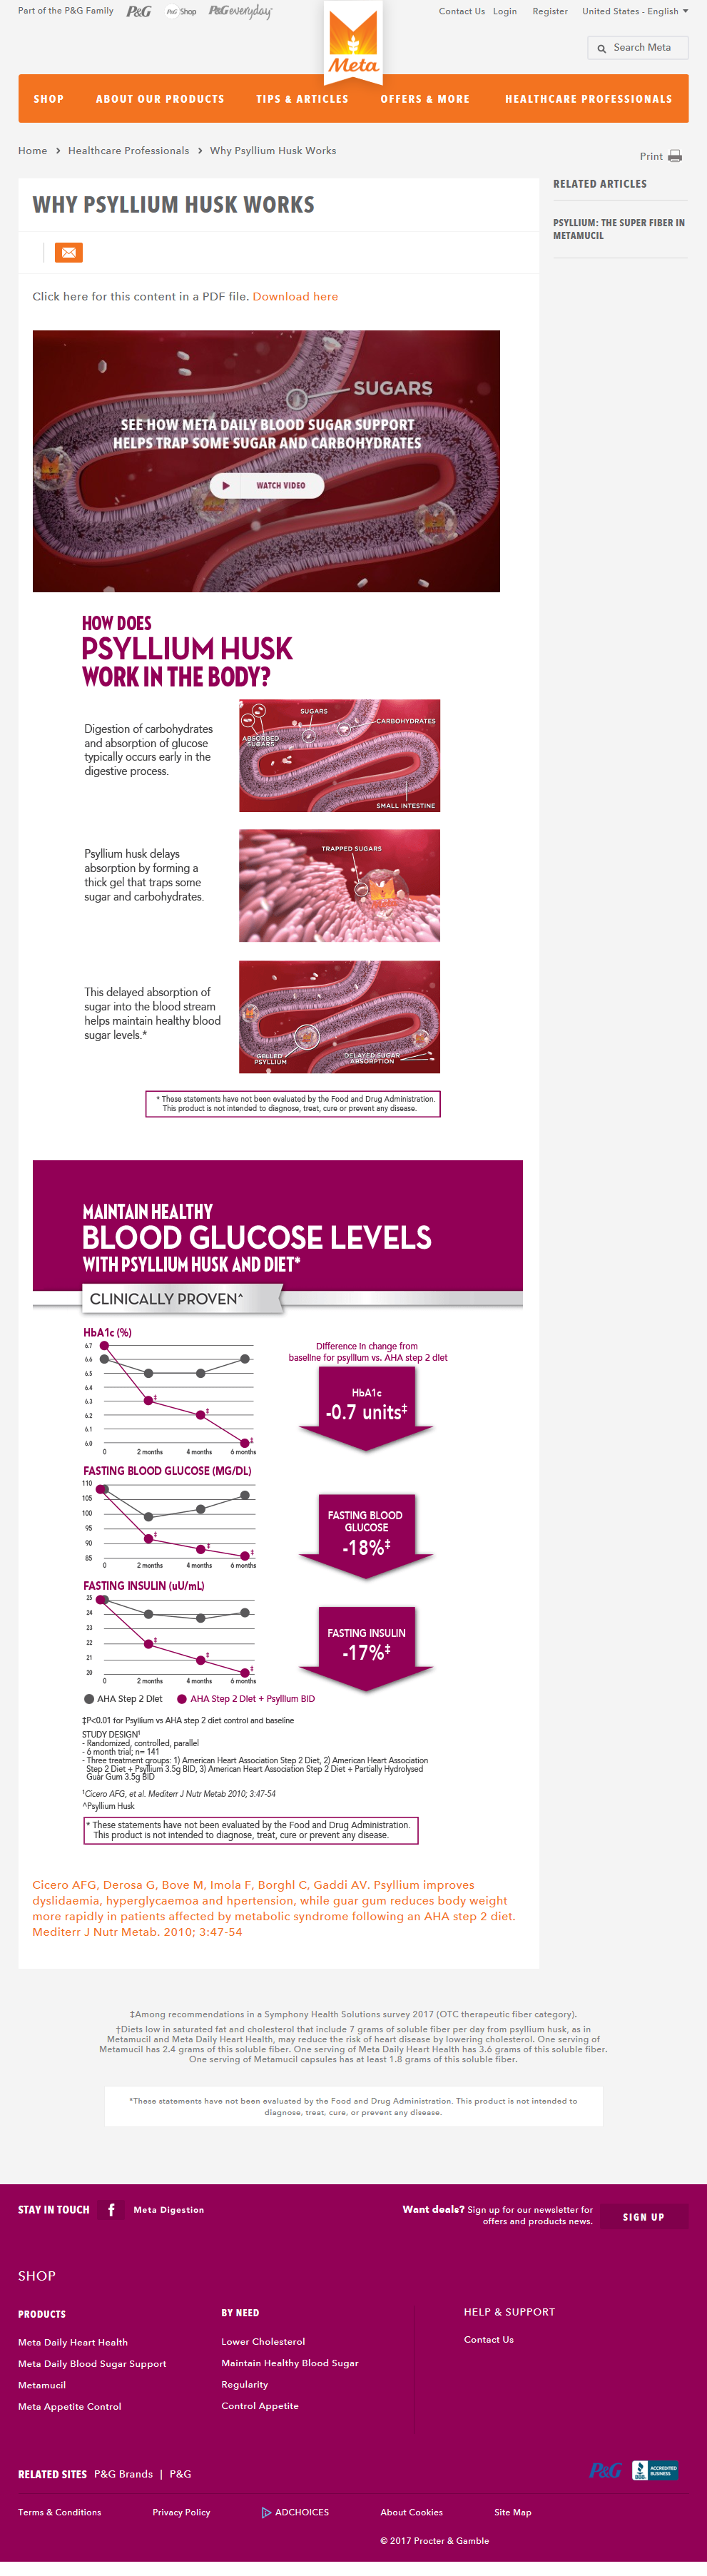 Part of the P&G Family P&G P&G Shop P&G everyday
Contact Us Login Register United States - English
Meta
Search Meta
SHOP ABOUT OUR PRODUCTS TIPS & ARTICLES OFFERS & MORE HEALTHCARE PROFESSIONALS
Home > Healthcare Professionals > Why Psyllium Husk Works
Print
WHY PSYLLIUM HUSK WORKS
RELATED ARTICLES
PSYLLIUM: THE SUPER FIBER IN
METAMUCIL
Click here for this content in a PDF file. Download here
SUGARS
SEE HOW META DAILY BLOOD SUGAR SUPPORT
HELPS TRAP SOME SUGAR AND CARBOHYDRATES
WATCH VIDEO
HOW DOES
PSYLLIUM HUSK
WORK IN THE BODY?
Digestion of carbohydrates
and absorption of glucose
typically occurs early in the
digestive process.
SUGARS
CARBOHYDRATES
ABSORBED
SUGARS
SMALL INTESTINE
Psyllium husk delays
absorption by forming a
thick gel that traps some
sugar and carbohydrates.
TRAPPED SUGARS
This delayed absorption of
sugar into the blood stream
helps maintain healthy blood
sugar levels.*
GELLED
PSYLLIUM
DELAYED SUGAR
ABSORPTION
* These statements have not been evaluated by the Food and Drug Administration.
This product is not intended to diagnose, treat, cure or prevent any disease.
MAINTAIN HEALTHY
BLOOD GLUCOSE LEVELS
WITH PSYLLIUM HUSK AND DIET*
CLINICALLY PROVEN^
HbA1c (%)
6.7
6.6
6.5
6.4
6.3
6.2
6.1
6.0
‡
‡
‡
0 2 months 4 months 6 months
Difference in change from
baseline for psyllium vs. AHA step 2 diet
HbA1c
-0.7 units‡
FASTING BLOOD GLUCOSE (MG/DL)
110
105
100
95
90
85
‡
‡
‡
0 2 months 4 months 6 months
FASTING BLOOD
GLUCOSE
-18%‡
FASTING INSULIN (uU/mL)
25
24
23
22
21
20
‡
‡
‡
0 2 months 4 months 6 months
FASTING INSULIN
-17%‡
AHA Step 2 Diet AHA Step 2 Diet + Psyllium BID
‡P<0.01 for Psyllium vs AHA step 2 diet control and baseline
STUDY DESIGN¹
- Randomized, controlled, parallel
- 6 month trial; n= 141
- Three treatment groups: 1) American Heart Association Step 2 Diet, 2) American Heart Association
Step 2 Diet + Psyllium 3.5g BID, 3) American Heart Association Step 2 Diet + Partially Hydrolysed
Guar Gum 3.5g BID
¹Cicero AFG, et al. Mediterr J Nutr Metab 2010; 3:47-54
^Psyllium Husk
* These statements have not been evaluated by the Food and Drug Administration.
This product is not intended to diagnose, treat, cure or prevent any disease.
Cicero AFG, Derosa G, Bove M, Imola F, Borghl C, Gaddi AV. Psyllium improves
dyslidaemia, hyperglycaemoa and hpertension, while guar gum reduces body weight
more rapidly in patients affected by metabolic syndrome following an AHA step 2 diet.
Mediterr J Nutr Metab. 2010; 3:47-54
‡Among recommendations in a Symphony Health Solutions survey 2017 (OTC therapeutic fiber category).
†Diets low in saturated fat and cholesterol that include 7 grams of soluble fiber per day from psyllium husk, as in
Metamucil and Meta Daily Heart Health, may reduce the risk of heart disease by lowering cholesterol. One serving of
Metamucil has 2.4 grams of this soluble fiber. One serving of Meta Daily Heart Health has 3.6 grams of this soluble fiber.
One serving of Metamucil capsules has at least 1.8 grams of this soluble fiber.
*These statements have not been evaluated by the Food and Drug Administration. This product is not intended to
diagnose, treat, cure, or prevent any disease.
STAY IN TOUCH f Meta Digestion
Want deals? Sign up for our newsletter for
offers and products news.
SIGN UP
SHOP
PRODUCTS
Meta Daily Heart Health
Meta Daily Blood Sugar Support
Metamucil
Meta Appetite Control
BY NEED
Lower Cholesterol
Maintain Healthy Blood Sugar
Regularity
Control Appetite
HELP & SUPPORT
Contact Us
RELATED SITES P&G Brands | P&G
P&G
BBB ACCREDITED
BUSINESS
Terms & Conditions Privacy Policy ADCHOICES About Cookies Site Map
© 2017 Procter & Gamble